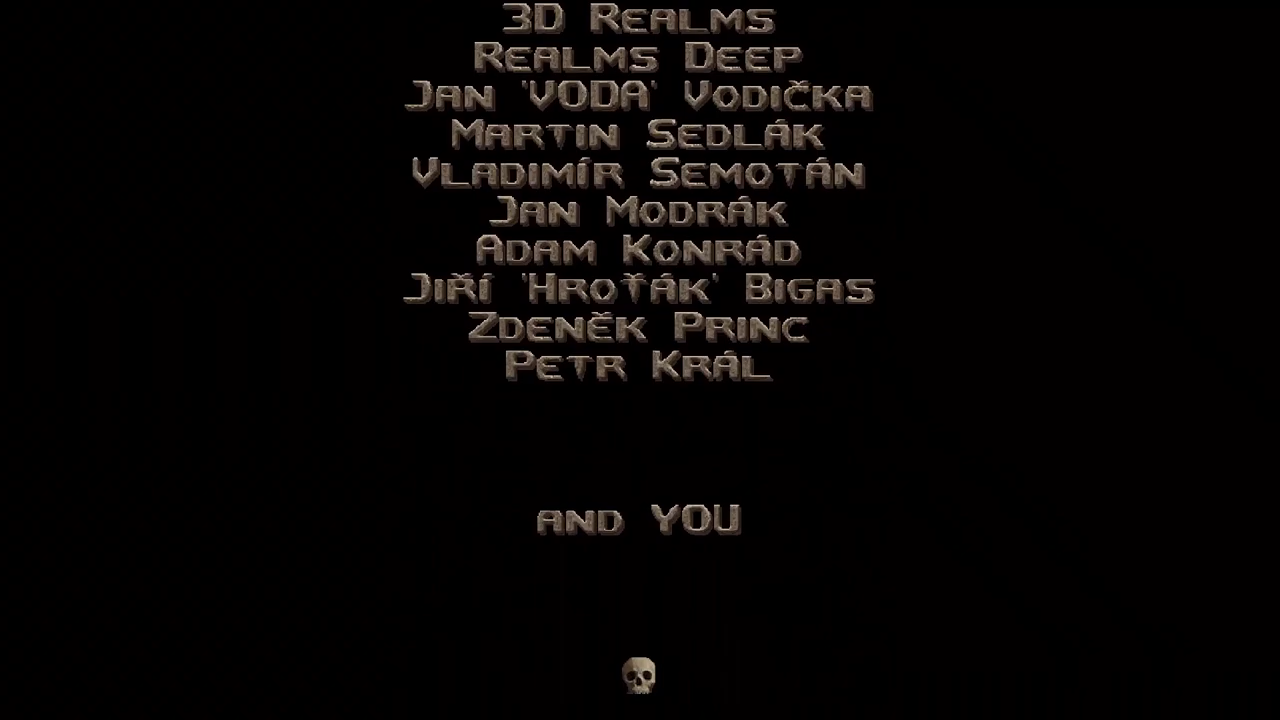 3D Realms
Realms Deep
Jan 'VODA' Vodička
Martin Sedlák
Vladimír Semotán
Jan Modrák
Adam Konrád
Jiří 'Hroťák' Bigas
Zdeněk Princ
Petr Král
and YOU